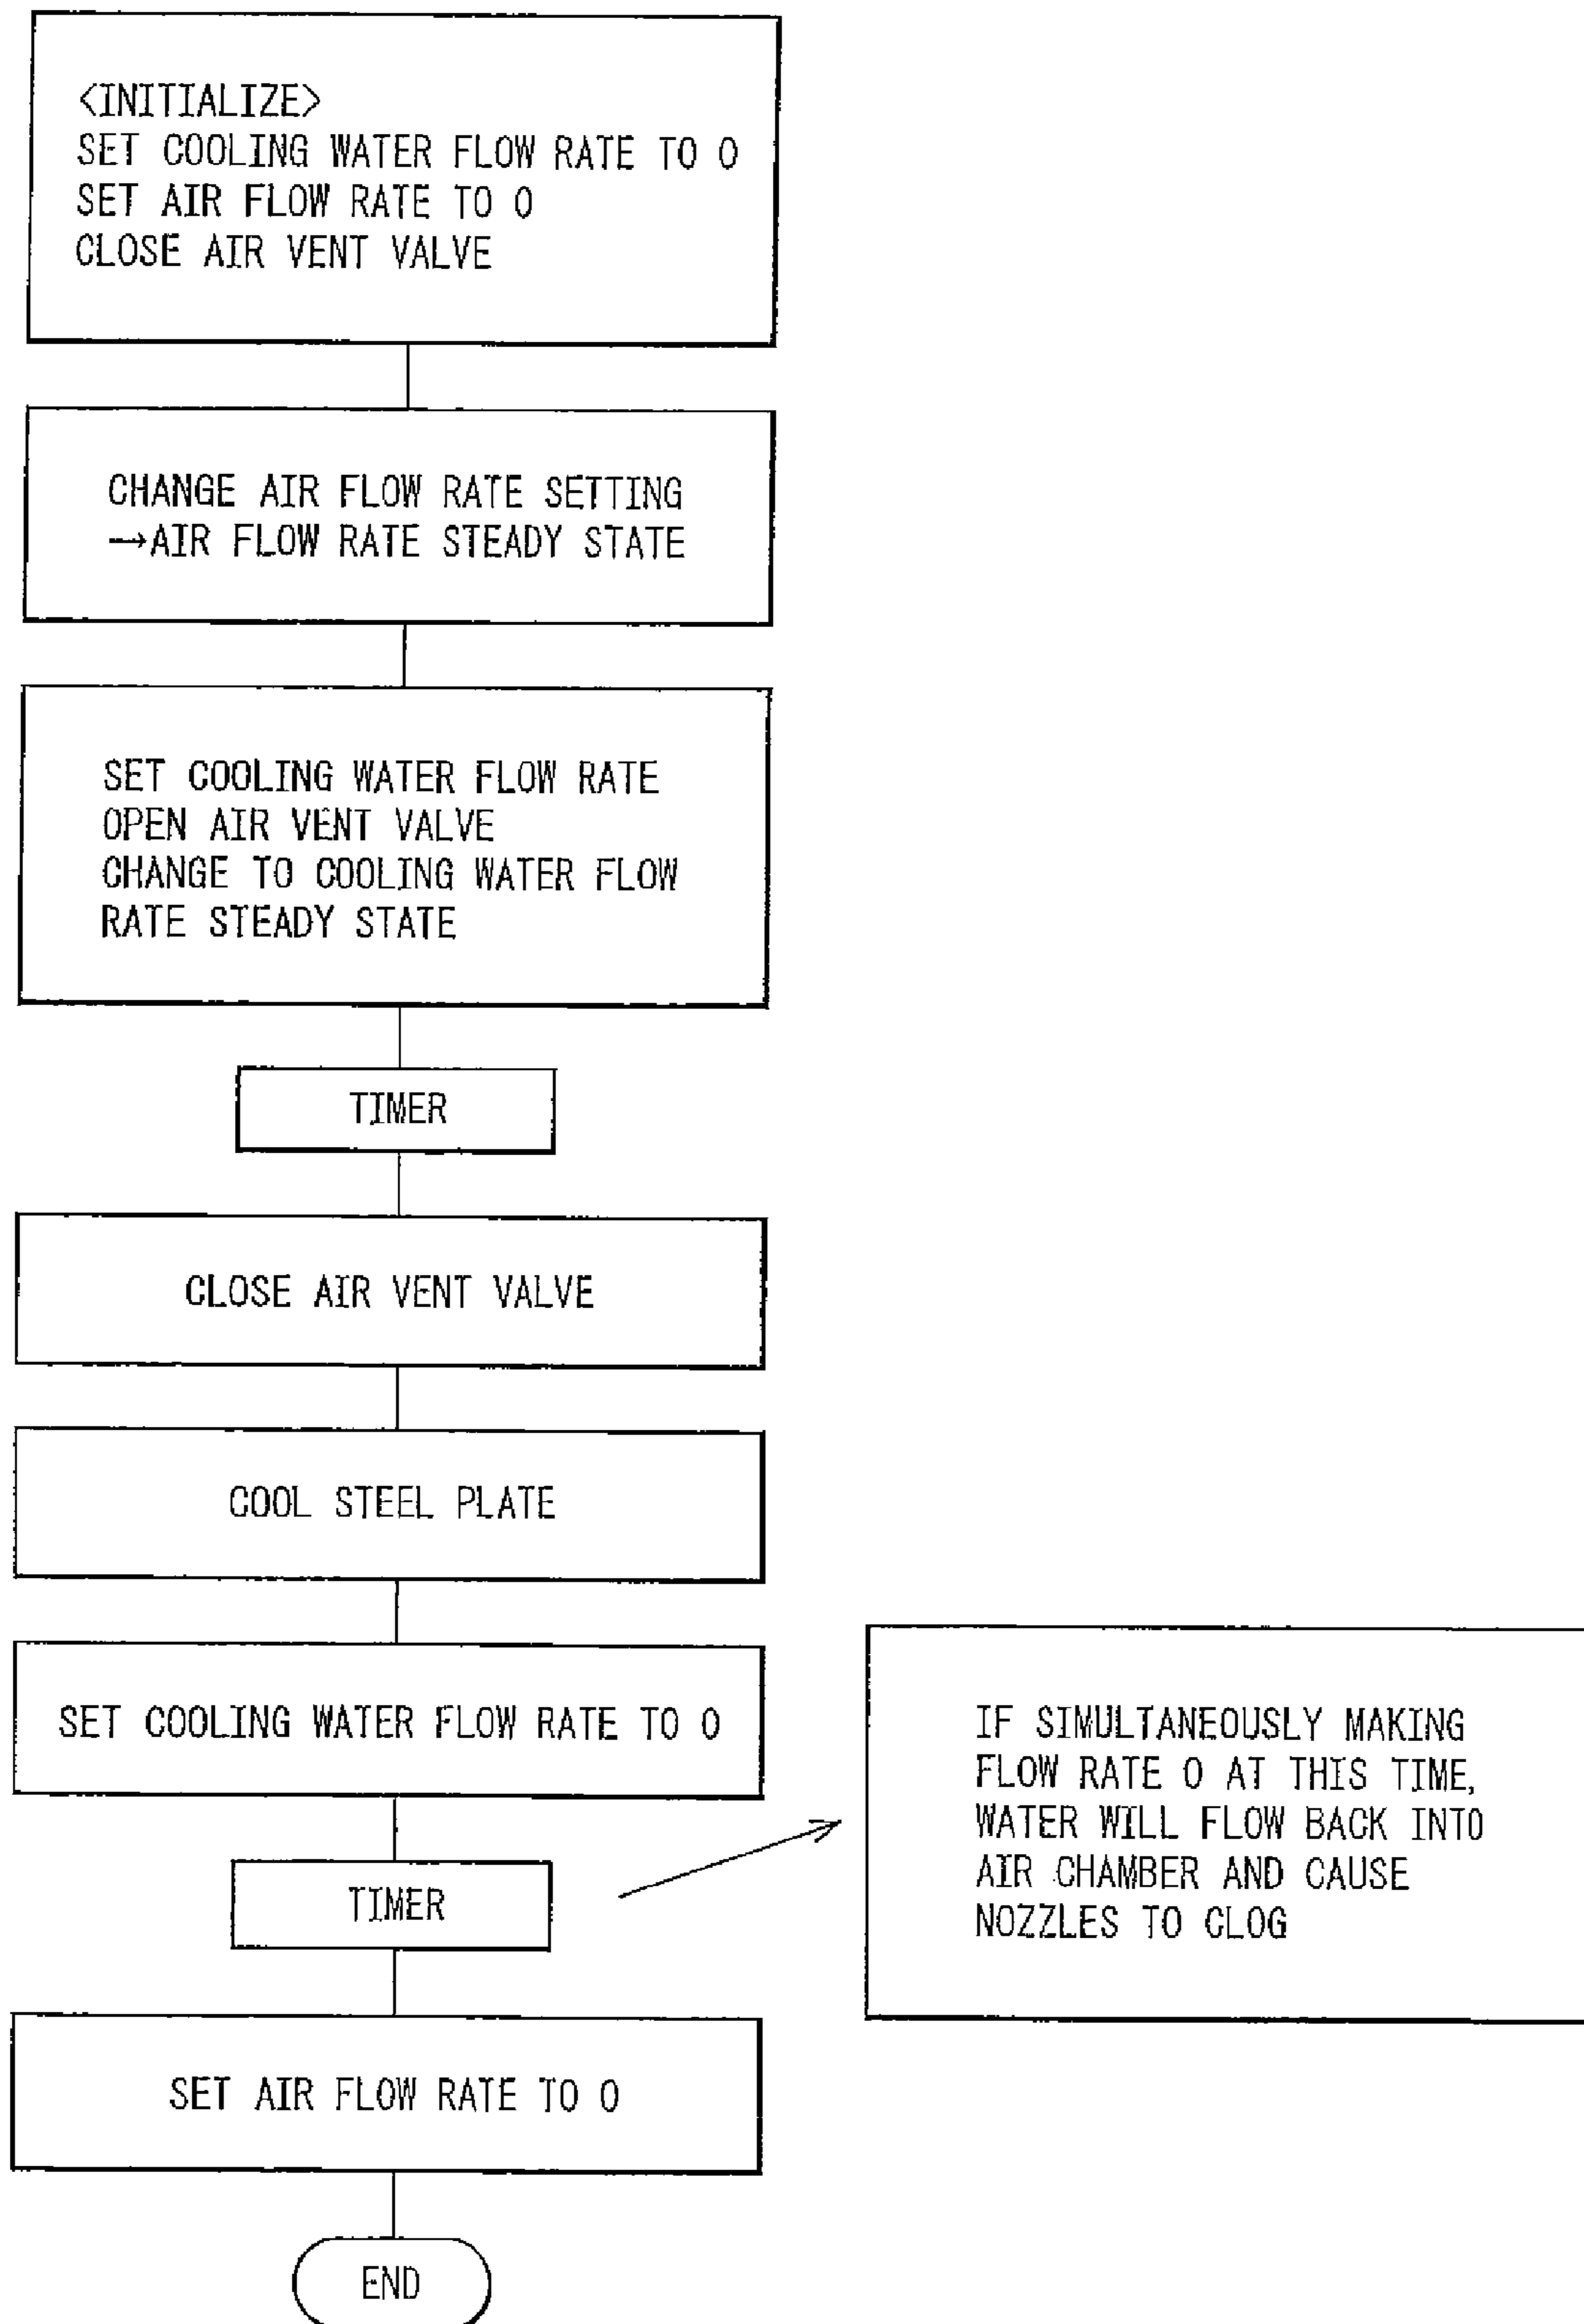 <INITIALIZE>
SET COOLING WATER FLOW RATE TO 0
SET AIR FLOW RATE TO 0
CLOSE AIR VENT VALVE
CHANGE AIR FLOW RATE SETTING
→AIR FLOW RATE STEADY STATE
SET COOLING WATER FLOW RATE
OPEN AIR VENT VALVE
CHANGE TO COOLING WATER FLOW
RATE STEADY STATE
TIMER
CLOSE AIR VENT VALVE
COOL STEEL PLATE
SET COOLING WATER FLOW RATE TO 0
TIMER
IF SIMULTANEOUSLY MAKING
FLOW RATE 0 AT THIS TIME,
WATER WILL FLOW BACK INTO
AIR CHAMBER AND CAUSE
NOZZLES TO CLOG
SET AIR FLOW RATE TO 0
END